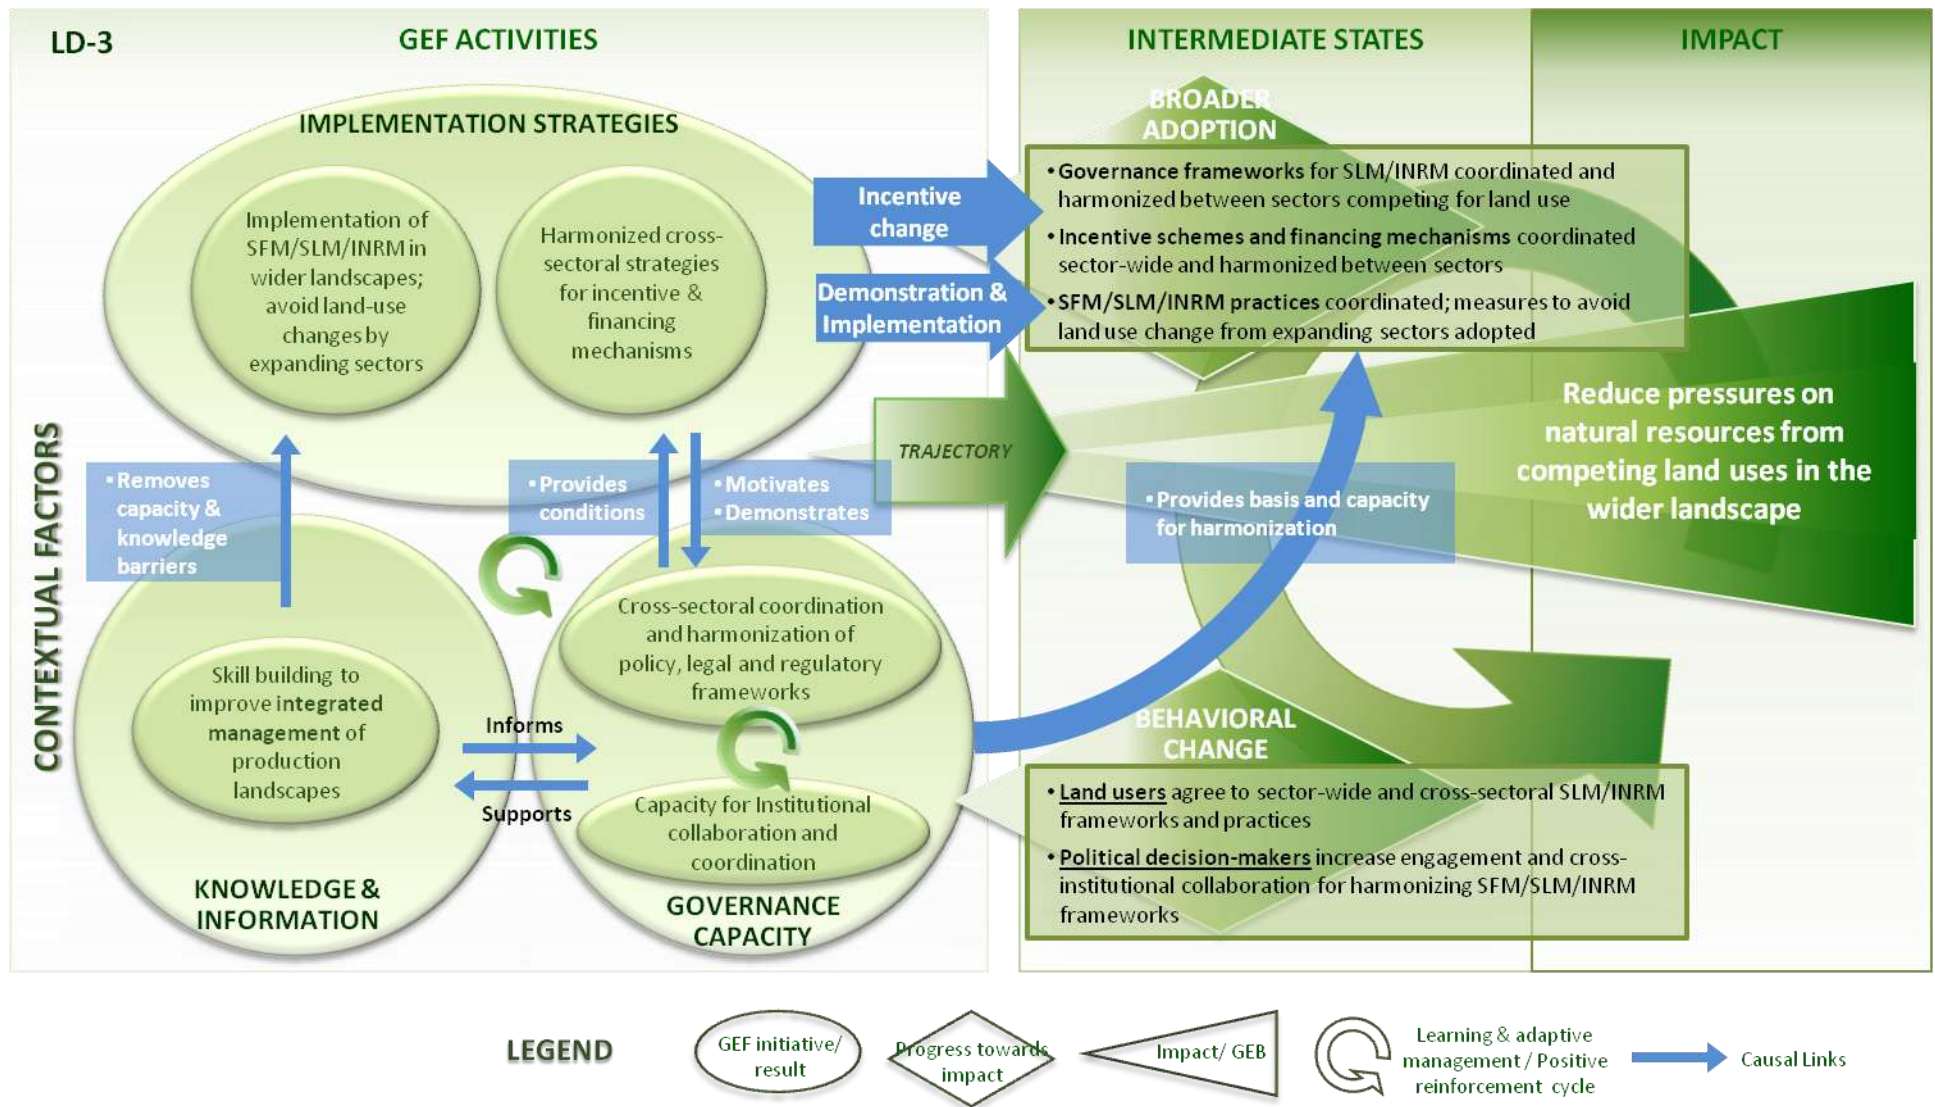 LD-3
GEF ACTIVITIES
INTERMEDIATE STATES
IMPACT
CONTEXTUAL FACTORS
IMPLEMENTATION STRATEGIES
Implementation of
SFM/SLM/INRM in
wider landscapes;
avoid land-use
changes by
expanding sectors
Harmonized cross-
sectoral strategies
for incentive &
financing
mechanisms
Incentive
change
Demonstration &
Implementation
BROADER
ADOPTION
• Governance frameworks for SLM/INRM coordinated and
harmonized between sectors competing for land use
• Incentive schemes and financing mechanisms coordinated
sector-wide and harmonized between sectors
• SFM/SLM/INRM practices coordinated; measures to avoid
land use change from expanding sectors adopted
TRAJECTORY
Reduce pressures on
natural resources from
competing land uses in the
wider landscape
• Removes
capacity &
knowledge
barriers
• Provides
conditions
• Motivates
• Demonstrates
• Provides basis and capacity
for harmonization
Skill building to
improve integrated
management of
production
landscapes
KNOWLEDGE &
INFORMATION
Informs
Supports
Cross-sectoral coordination
and harmonization of
policy, legal and regulatory
frameworks
Capacity for Institutional
collaboration and
coordination
GOVERNANCE
CAPACITY
BEHAVIORAL
CHANGE
• Land users agree to sector-wide and cross-sectoral SLM/INRM
frameworks and practices
• Political decision-makers increase engagement and cross-
institutional collaboration for harmonizing SFM/SLM/INRM
frameworks
LEGEND
GEF initiative/
result
Progress towards
impact
Impact/ GEB
Learning & adaptive
management / Positive
reinforcement cycle
Causal Links